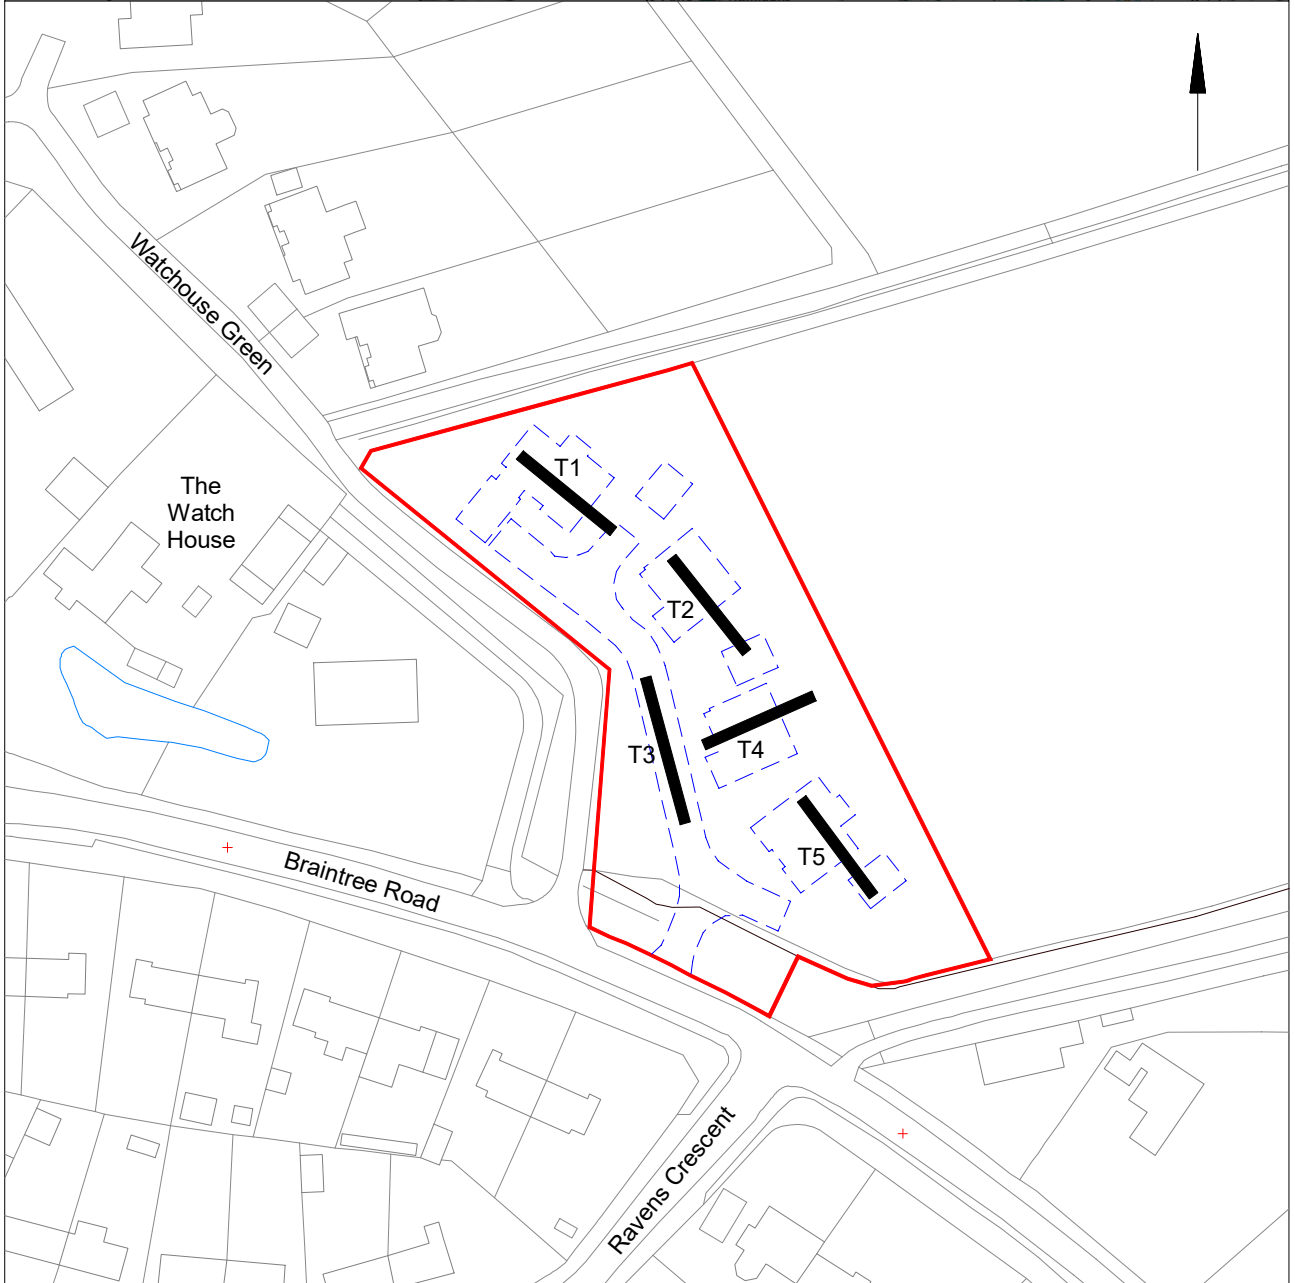 Watchouse Green
T1
The
Watch
House
T2
T3
T4
T5
Braintree Road
Ravens Crescent